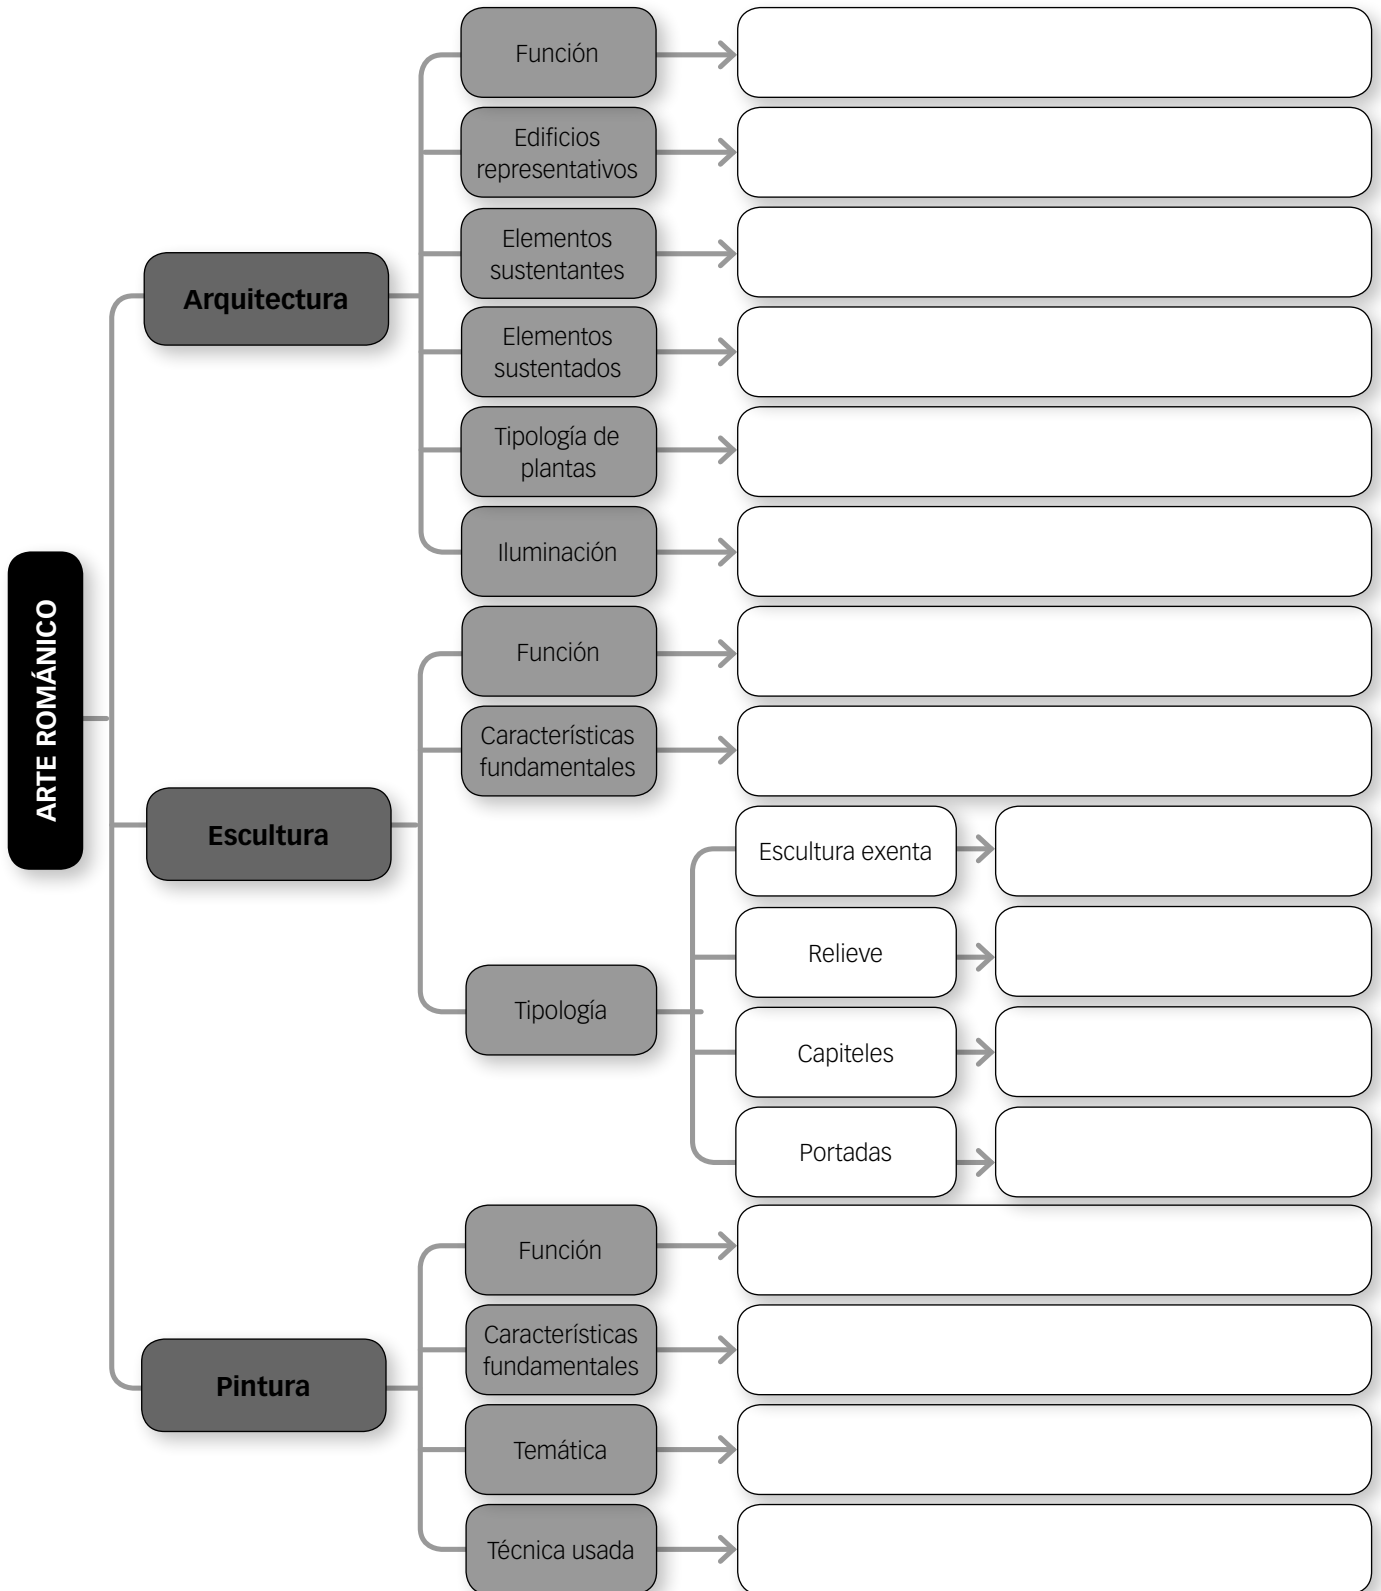 ARTE ROMÁNICO
Arquitectura
Función
Edificios
representativos
Elementos
sustentantes
Elementos
sustentados
Tipología de
plantas
Iluminación
Escultura
Función
Características
fundamentales
Tipología
Escultura exenta
Relieve
Capiteles
Portadas
Pintura
Función
Características
fundamentales
Temática
Técnica usada